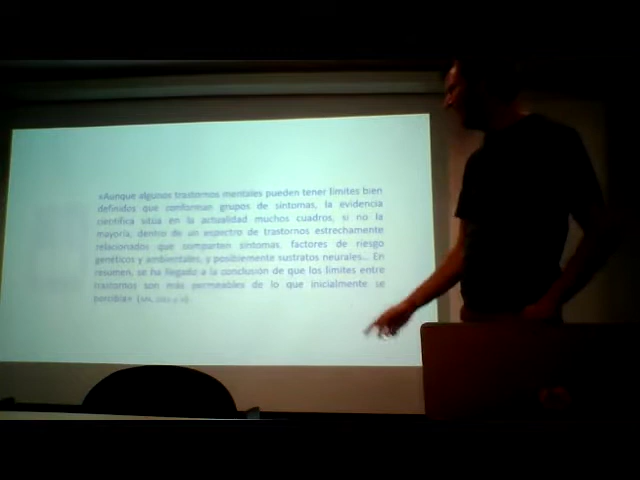 «Aunque algunos trastornos mentales pueden tener límites bien
definidos que conforman grupos de síntomas, la evidencia
científica sitúa en la actualidad muchos cuadros, si no la
mayoría, dentro de un espectro de trastornos estrechamente
relacionados que comparten síntomas, factores de riesgo
genéticos y ambientales, y posiblemente sustratos neurales... En
resumen, se ha llegado a la conclusión de que los límites entre
trastornos son más permeables de lo que inicialmente se
percibía»